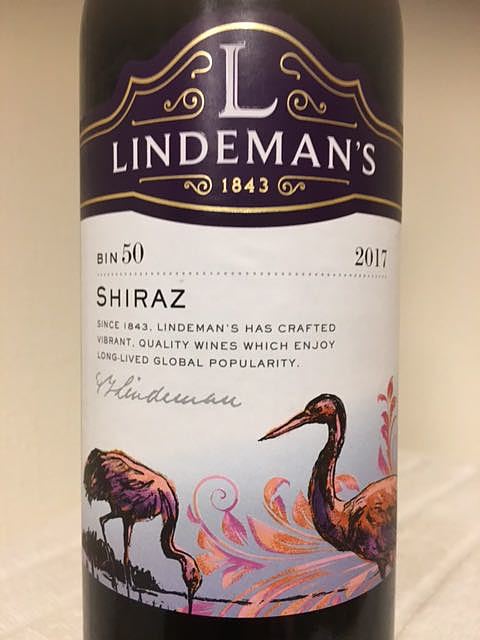 L
LINDEMAN'S
1843
BIN 50 2017
SHIRAZ
SINCE 1843, LINDEMAN'S HAS CRAFTED
VIBRANT, QUALITY WINES WHICH ENJOY
LONG-LIVED GLOBAL POPULARITY.
Lindeman